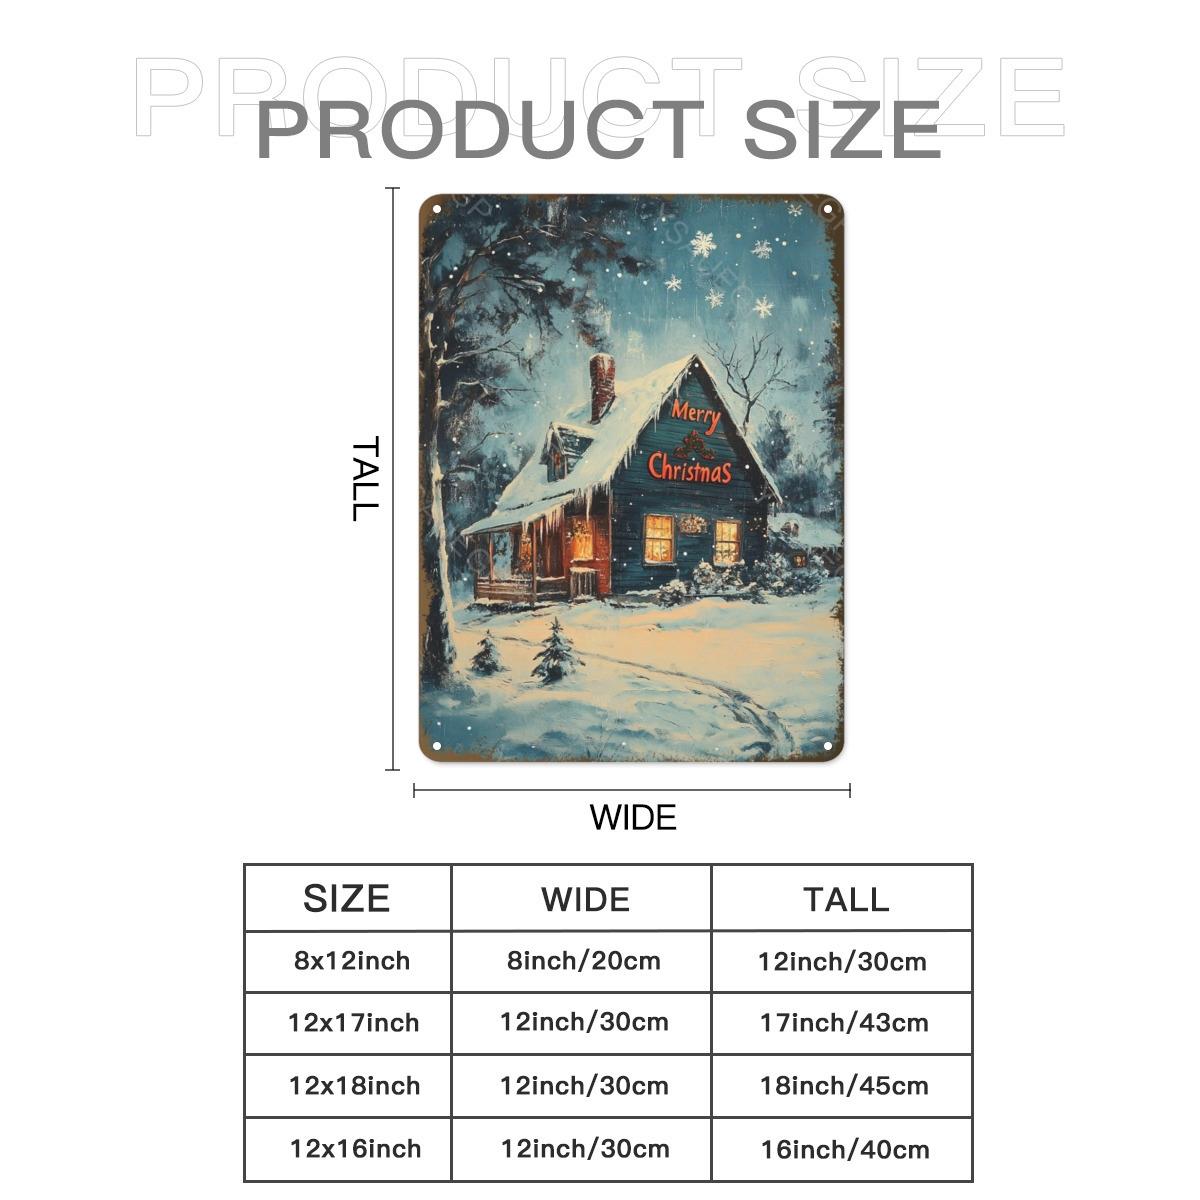 PRODUCT SIZE
PRODUCT SIZE
TALL
Merry
Christmas
WIDE
SIZE WIDE TALL
8x12inch 8inch/20cm 12inch/30cm
12x17inch 12inch/30cm 17inch/43cm
12x18inch 12inch/30cm 18inch/45cm
12x16inch 12inch/30cm 16inch/40cm